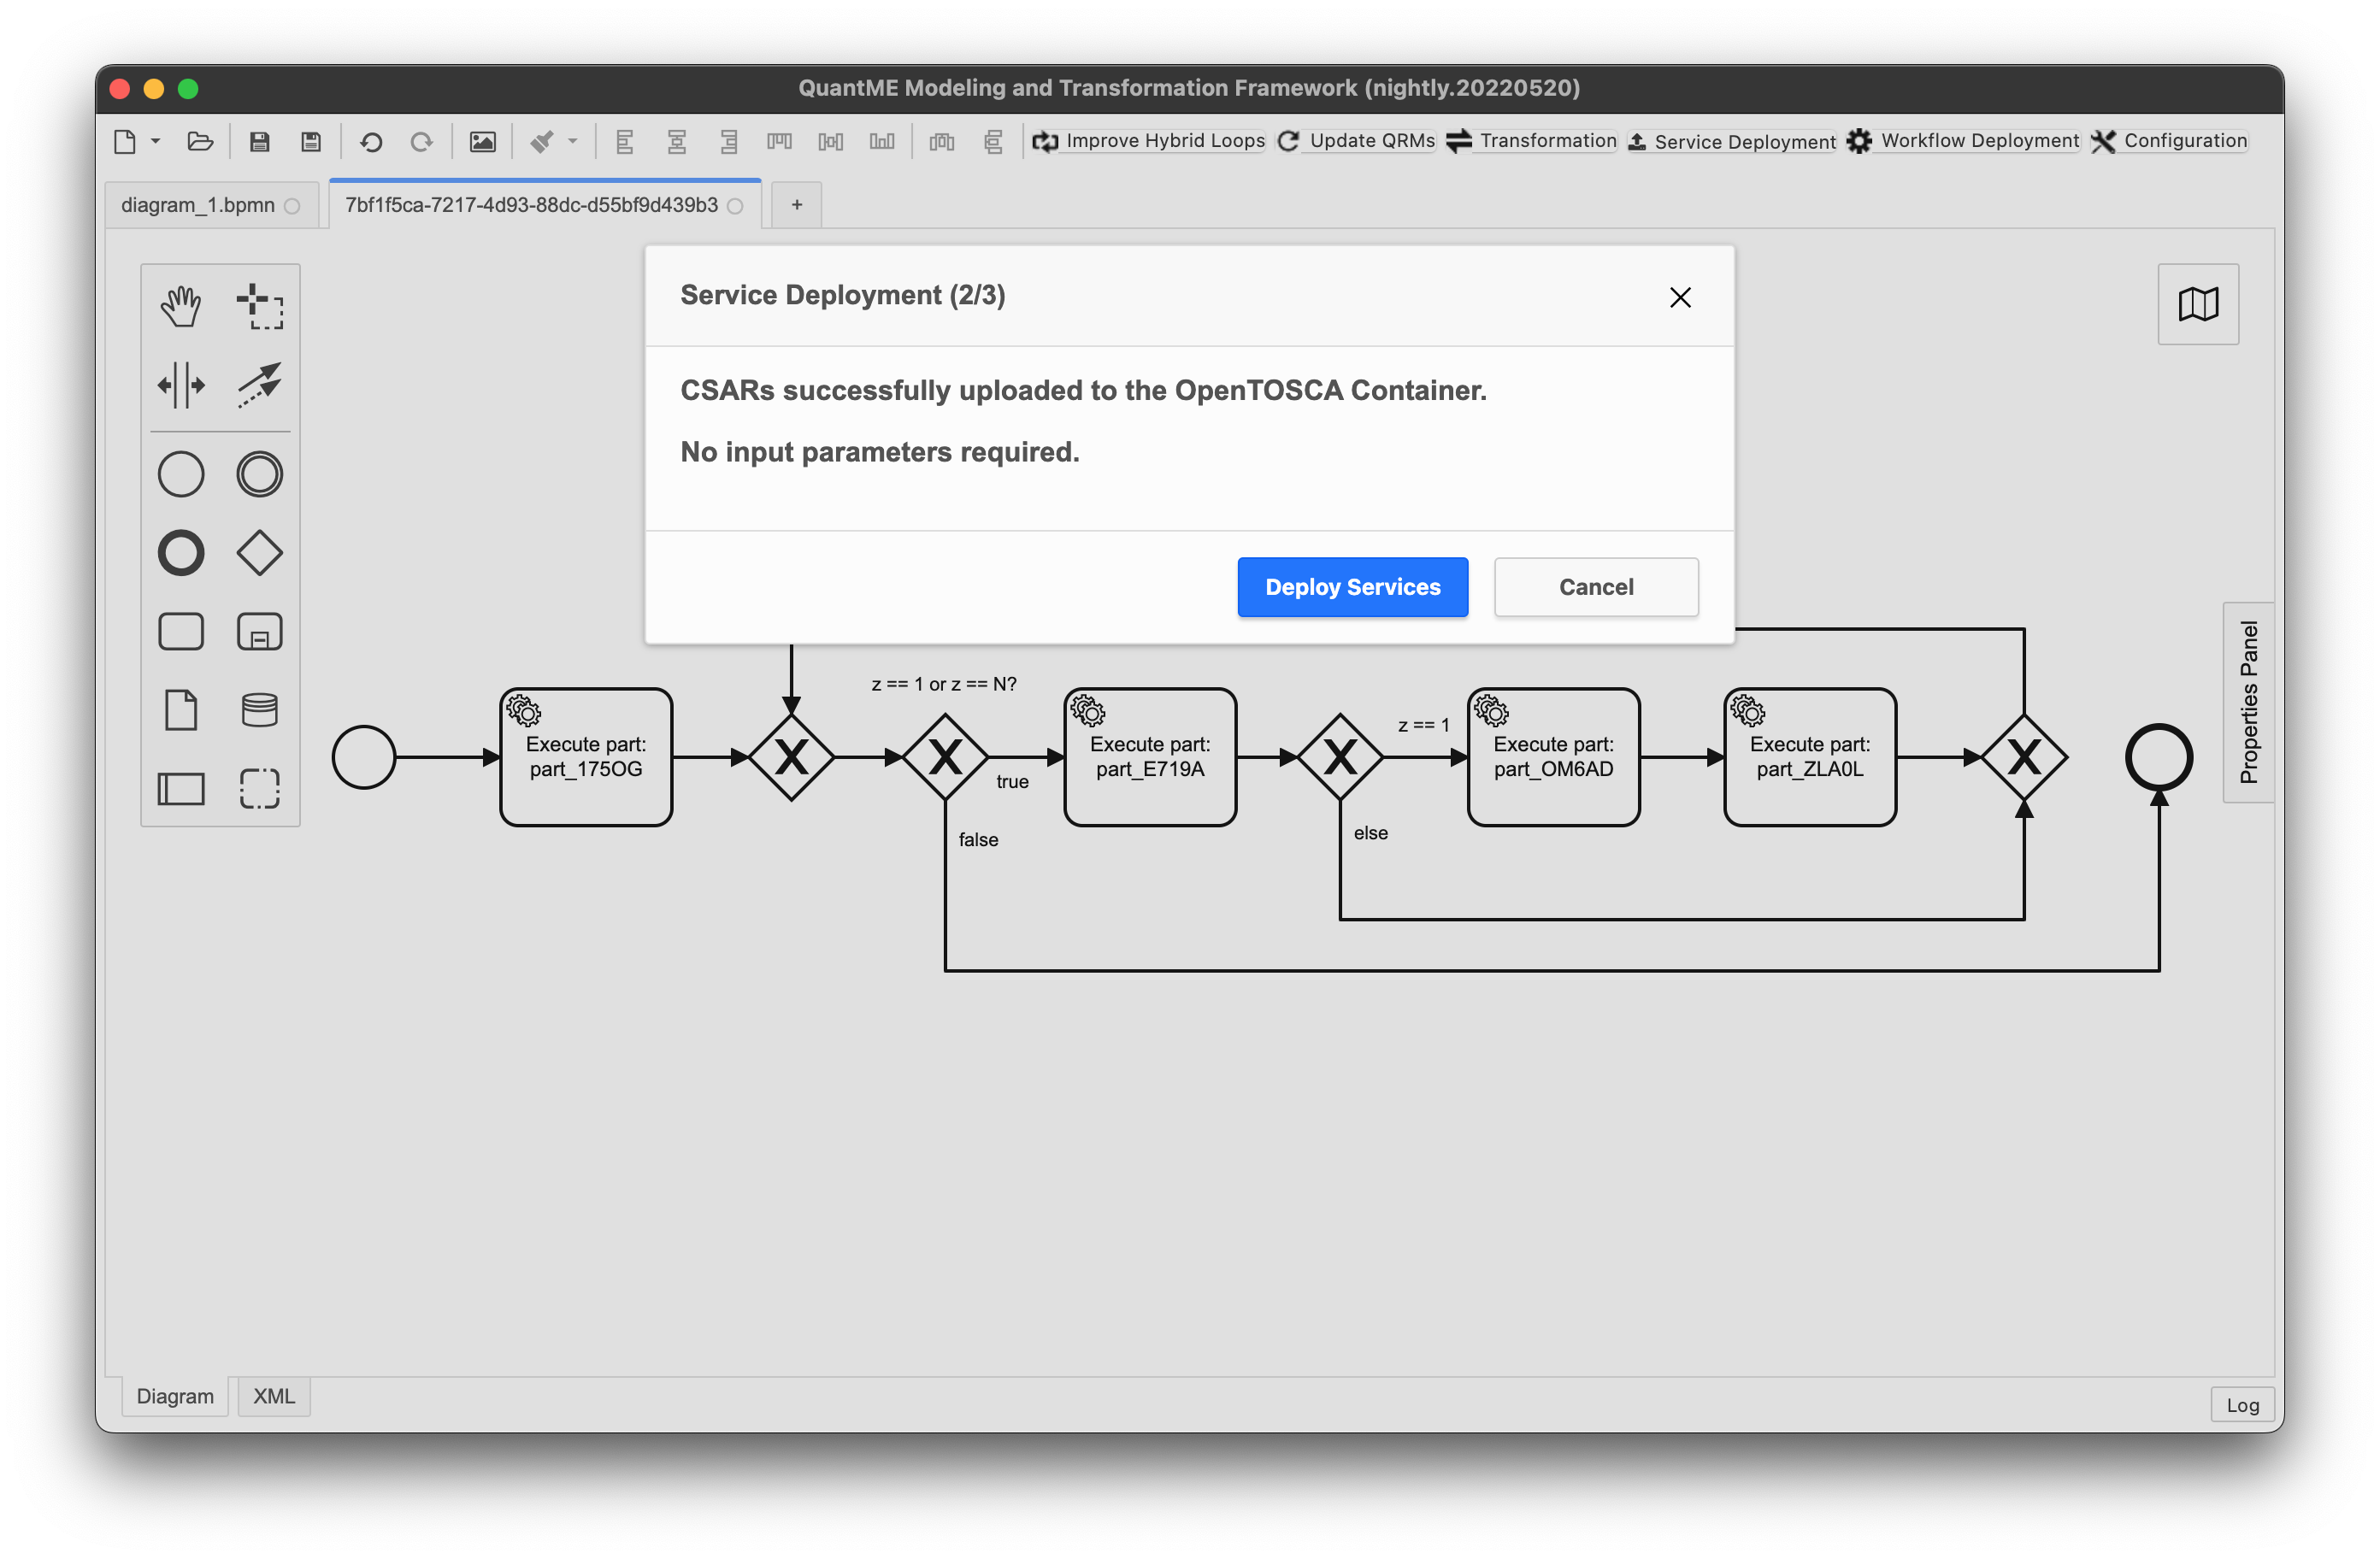 QuantME Modeling and Transformation Framework (nightly.20220520)
Improve Hybrid Loops Update QRMs Transformation Service Deployment Workflow Deployment Configuration
diagram_1.bpmn 7bf1f5ca-7217-4d93-88dc-d55bf9d439b3 +
Service Deployment (2/3)
CSARs successfully uploaded to the OpenTOSCA Container.
No input parameters required.
Deploy Services Cancel
Properties Panel
z == 1 or z == N?
z == 1
Execute part:
part_175OG
true
false
Execute part:
part_E719A
else
Execute part:
part_OM6AD
Execute part:
part_ZLA0L
Diagram XML
Log